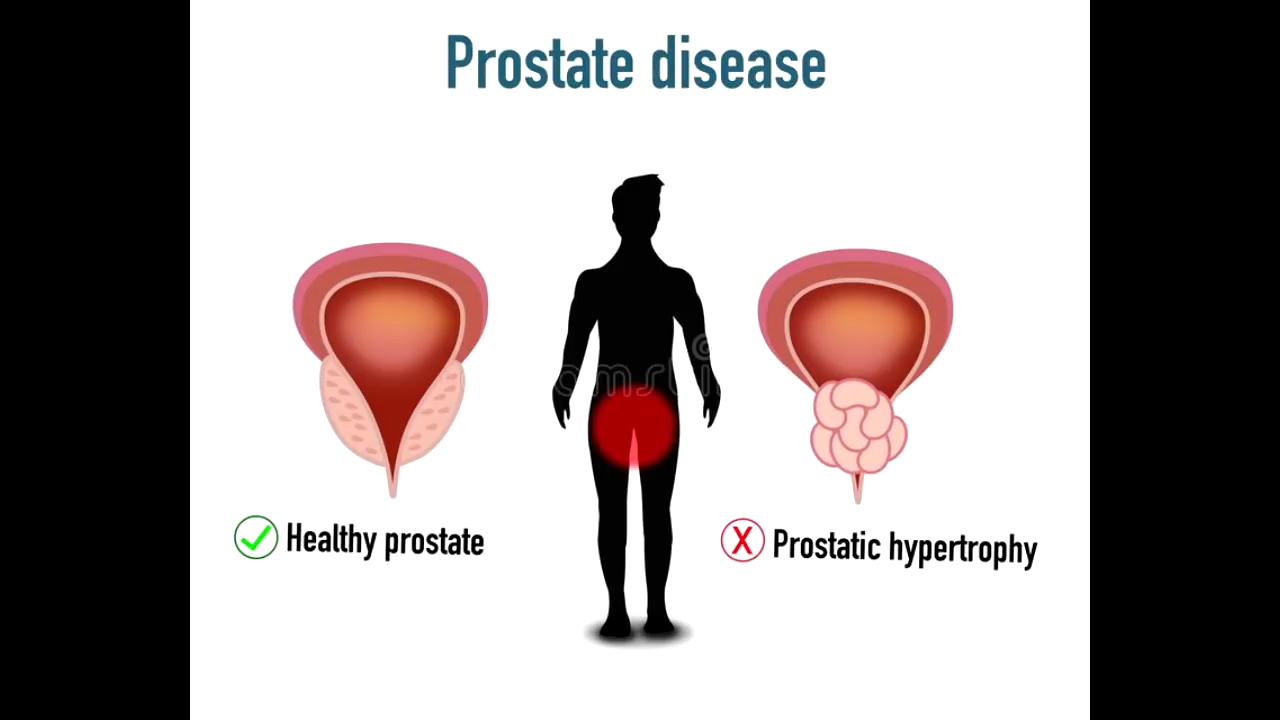 Prostate disease
Healthy prostate
X Prostatic hypertrophy